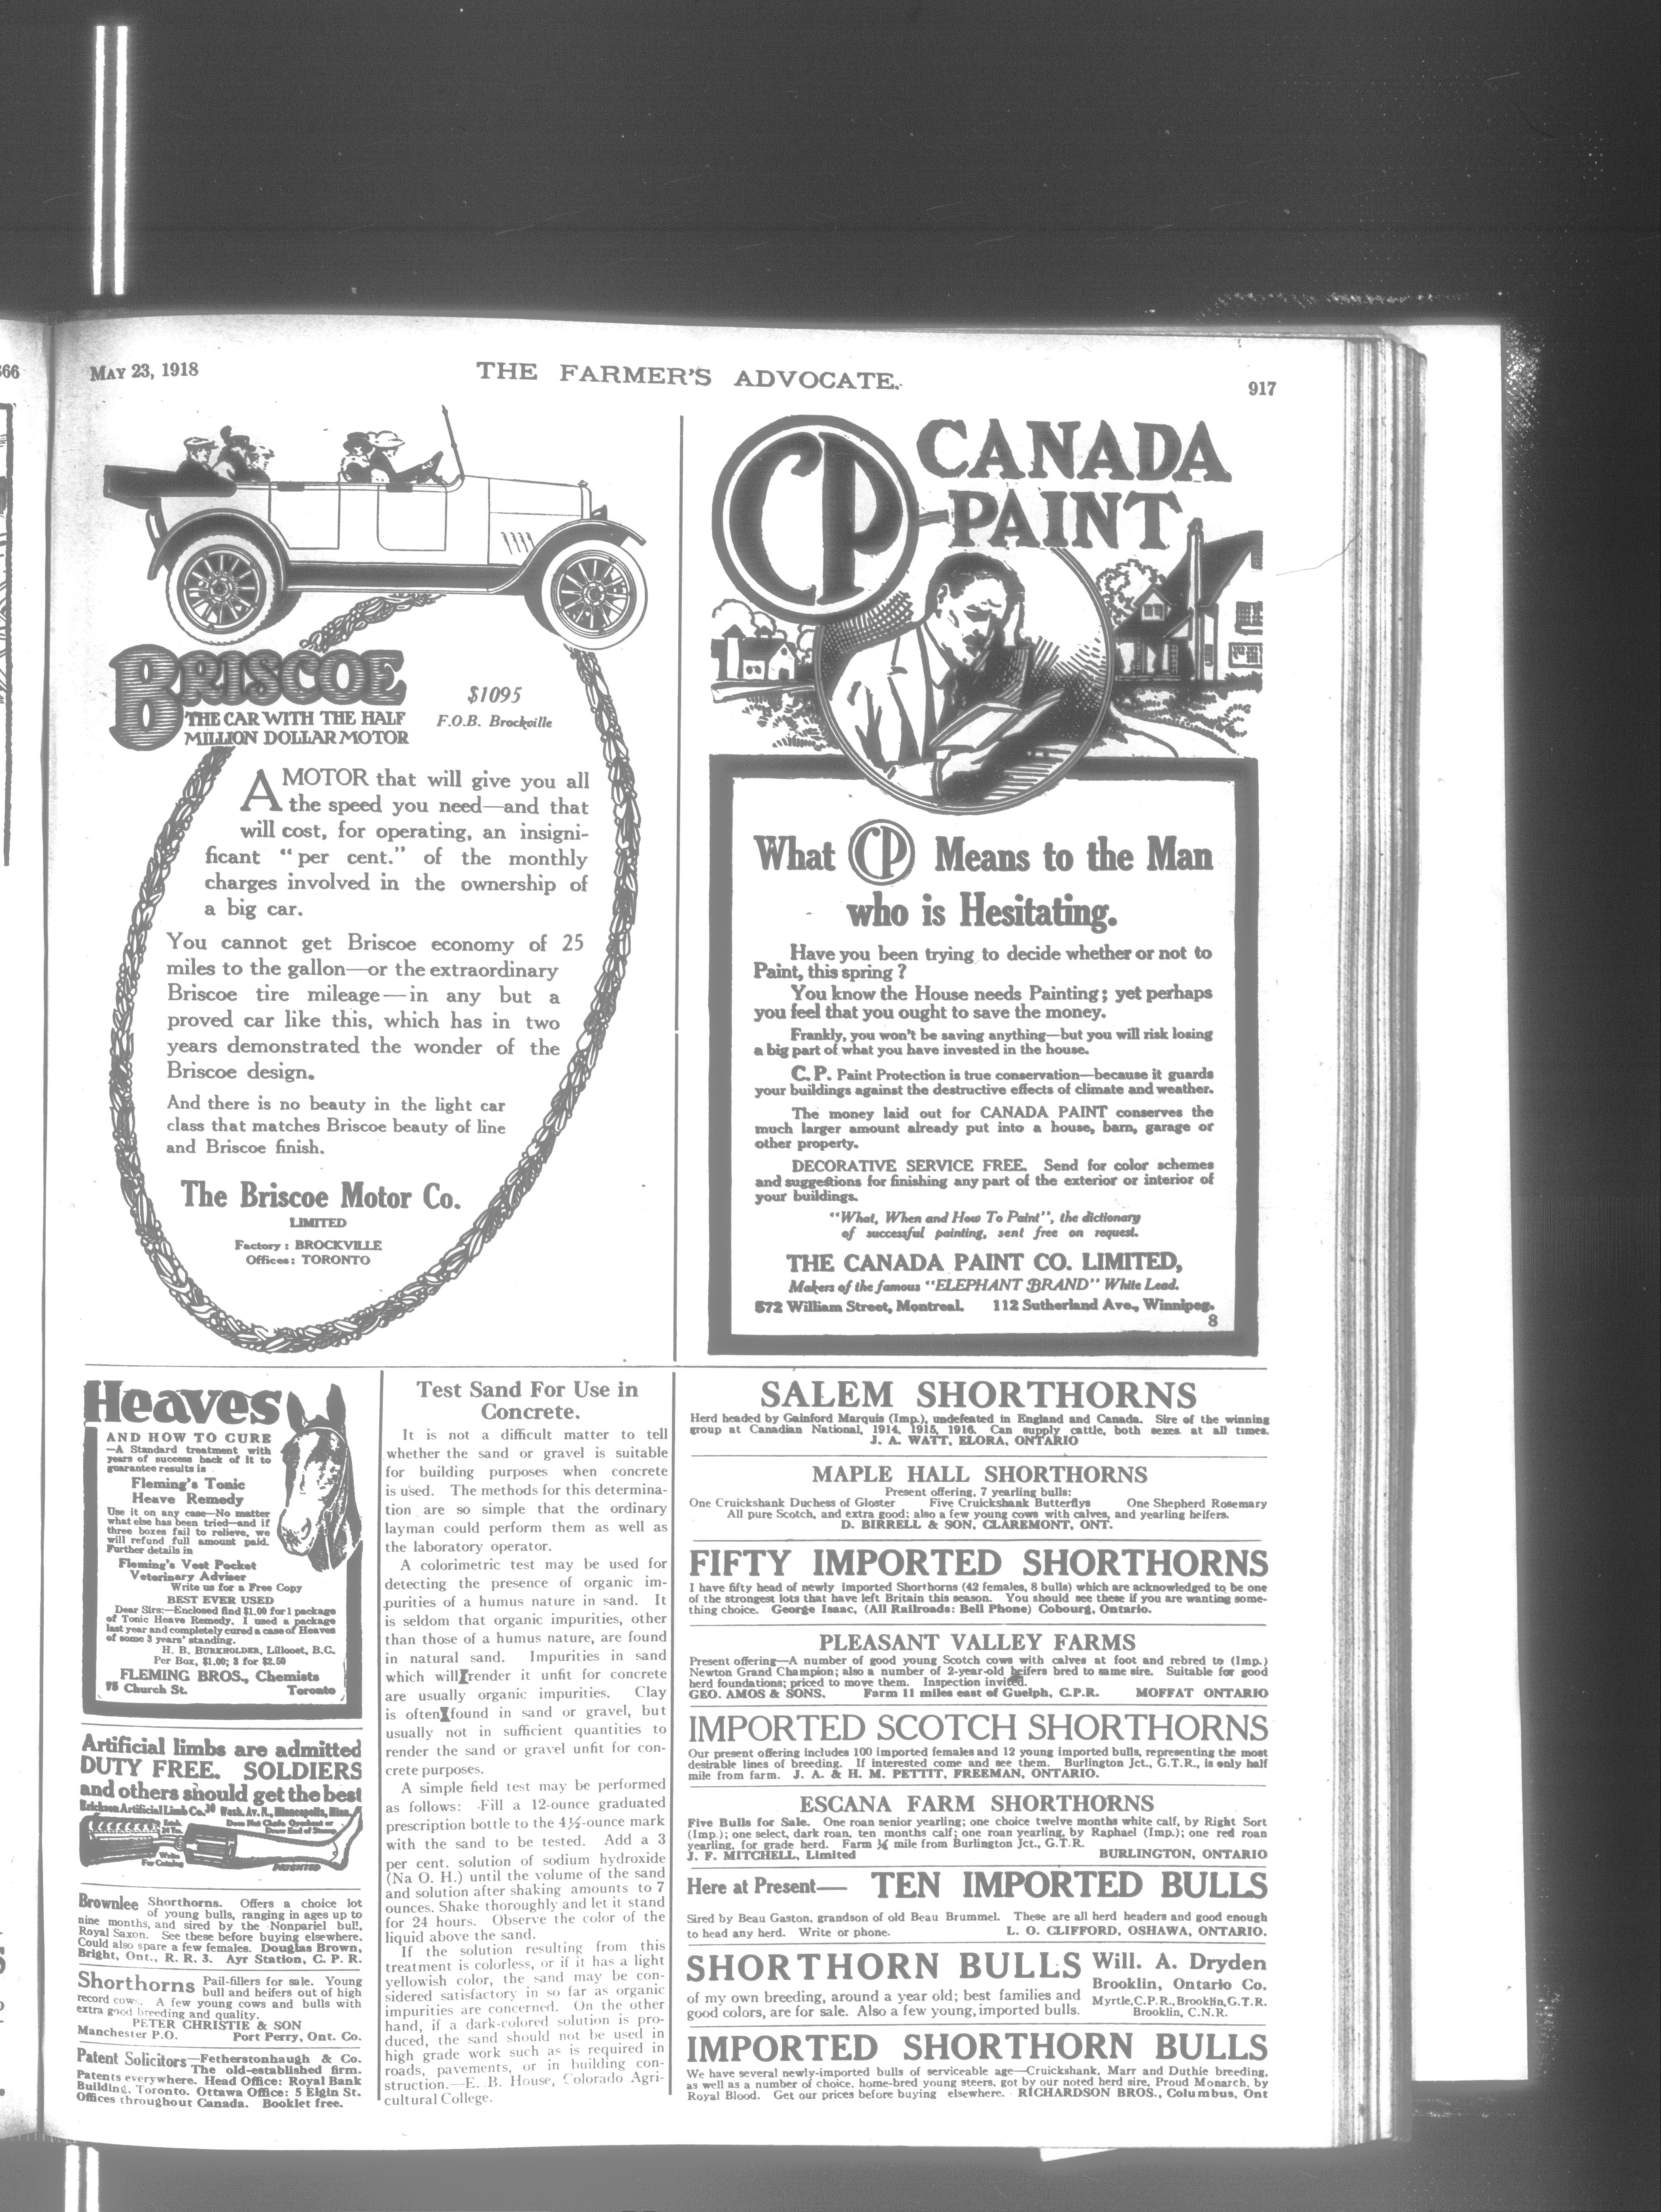 666
MAY 23, 1918
THE FARMER'S ADVOCATE.
917
BRISCOE
THE CAR WITH THE HALF
MILLION DOLLAR MOTOR
$1095
F.O.B. Brockville
A MOTOR that will give you all
the speed you need—and that
will cost, for operating, an insigni-
ficant "per cent." of the monthly
charges involved in the ownership of
a big car.
You cannot get Briscoe economy of 25
miles to the gallon—or the extraordinary
Briscoe tire mileage—in any but a
proved car like this, which has in two
years demonstrated the wonder of the
Briscoe design.
And there is no beauty in the light car
class that matches Briscoe beauty of line
and Briscoe finish.
The Briscoe Motor Co.
LIMITED
Factory: BROCKVILLE
Offices: TORONTO
CP
CANADA
PAINT
What CP Means to the Man
who is Hesitating.
Have you been trying to decide whether or not to
Paint, this spring?
You know the House needs Painting; yet perhaps
you feel that you ought to save the money.
Frankly, you won't be saving anything—but you will risk losing
a big part of what you have invested in the house.
C.P. Paint Protection is true conservation—because it guards
your buildings against the destructive effects of climate and weather.
The money laid out for CANADA PAINT conserves the
much larger amount already put into a house, barn, garage or
other property.
DECORATIVE SERVICE FREE. Send for color schemes
and suggestions for finishing any part of the exterior or interior of
your buildings.
"What, When and How To Paint", the dictionary
of successful painting, sent free on request.
THE CANADA PAINT CO. LIMITED,
Makers of the famous "ELEPHANT BRAND" White Lead.
572 William Street, Montreal. 112 Sutherland Ave., Winnipeg.
8
Heaves
AND HOW TO CURE
—A Standard treatment with
years of success back of it to
guarantee results is
Fleming's Tonic
Heave Remedy
Use it on any case—No matter
what else has been tried—and if
three boxes fail to relieve, we
will refund full amount paid.
Further details in
Fleming's Vest Pocket
Veterinary Adviser
Write us for a Free Copy
BEST EVER USED
Dear Sirs:—Enclosed find $1.00 for 1 package
of Tonic Heave Remedy. I used a package
last year and completely cured a case of Heaves
of some 3 years' standing.
H. B. BURKHOLDER, Lillooet, B.C.
Per Box, $1.00; 3 for $2.50
FLEMING BROS., Chemists
75 Church St. Toronto
Artificial limbs are admitted
DUTY FREE. SOLDIERS
and others should get the best
Erickson Artificial Limb Co. 30 Wash. Av. N., Minneapolis, Minn.
Does Not Chafe, Overheat or
Draw End of Stump
Estab.
24 Yrs.
Write
For Catalog
PATENTED
Brownlee Shorthorns. Offers a choice lot
of young bulls, ranging in ages up to
nine months, and sired by the Nonpariel bull,
Royal Saxon. See these before buying elsewhere.
Could also spare a few females. Douglas Brown,
Bright, Ont., R. R. 3. Ayr Station, C. P. R.
Shorthorns Pail-fillers for sale. Young
bull and heifers out of high
record cows. A few young cows and bulls with
extra good breeding and quality.
PETER CHRISTIE & SON
Manchester P.O. Port Perry, Ont. Co.
Patent Solicitors—Fetherstonhaugh & Co.
The old-established firm.
Patents everywhere. Head Office: Royal Bank
Building, Toronto. Ottawa Office: 5 Elgin St.
Offices throughout Canada. Booklet free.
Test Sand For Use in
Concrete.
It is not a difficult matter to tell
whether the sand or gravel is suitable
for building purposes when concrete
is used. The methods for this determina-
tion are so simple that the ordinary
layman could perform them as well as
the laboratory operator.
A colorimetric test may be used for
detecting the presence of organic im-
purities of a humus nature in sand. It
is seldom that organic impurities, other
than those of a humus nature, are found
in natural sand. Impurities in sand
which will render it unfit for concrete
are usually organic impurities. Clay
is often found in sand or gravel, but
usually not in sufficient quantities to
render the sand or gravel unfit for con-
crete purposes.
A simple field test may be performed
as follows: Fill a 12-ounce graduated
prescription bottle to the 4½-ounce mark
with the sand to be tested. Add a 3
per cent. solution of sodium hydroxide
(Na O. H.) until the volume of the sand
and solution after shaking amounts to 7
ounces. Shake thoroughly and let it stand
for 24 hours. Observe the color of the
liquid above the sand.
If the solution resulting from this
treatment is colorless, or if it has a light
yellowish color, the sand may be con-
sidered satisfactory in so far as organic
impurities are concerned. On the other
hand, if a dark-colored solution is pro-
duced, the sand should not be used in
high grade work such as is required in
roads, pavements, or in building con-
struction.—E. B. House, Colorado Agri-
cultural College.
SALEM SHORTHORNS
Herd headed by Gainford Marquis (Imp.), undefeated in England and Canada. Sire of the winning
group at Canadian National, 1914, 1915, 1916. Can supply cattle, both sexes at all times.
J. A. WATT, ELORA, ONTARIO
MAPLE HALL SHORTHORNS
Present offering, 7 yearling bulls:
One Cruickshank Duchess of Gloster Five Cruickshank Butterflys One Shepherd Rosemary
All pure Scotch, and extra good; also a few young cows with calves, and yearling heifers.
D. BIRRELL & SON, CLAREMONT, ONT.
FIFTY IMPORTED SHORTHORNS
I have fifty head of newly imported Shorthorns (42 females, 8 bulls) which are acknowledged to be one
of the strongest lots that have left Britain this season. You should see these if you are wanting some-
thing choice. George Isaac, (All Railroads: Bell Phone) Cobourg, Ontario.
PLEASANT VALLEY FARMS
Present offering—A number of good young Scotch cows with calves at foot and rebred to (Imp.)
Newton Grand Champion; also a number of 2-year-old heifers bred to same sire. Suitable for good
herd foundations; priced to move them. Inspection invited.
GEO. AMOS & SONS, Farm 11 miles east of Guelph, C.P.R. MOFFAT ONTARIO
IMPORTED SCOTCH SHORTHORNS
Our present offering includes 100 imported females and 12 young imported bulls, representing the most
desirable lines of breeding. If interested come and see them. Burlington Jct., G.T.R., is only half
mile from farm. J. A. & H. M. PETTIT, FREEMAN, ONTARIO.
ESCANA FARM SHORTHORNS
Five Bulls for Sale. One roan senior yearling; one choice twelve months white calf, by Right Sort
(Imp.); one select, dark roan, ten months calf; one roan yearling, by Raphael (Imp.); one red roan
yearling, for grade herd. Farm ¼ mile from Burlington Jct., G.T.R.
J. F. MITCHELL, Limited BURLINGTON, ONTARIO
Here at Present— TEN IMPORTED BULLS
Sired by Beau Gaston, grandson of old Beau Brummel. These are all herd headers and good enough
to head any herd. Write or phone. L. O. CLIFFORD, OSHAWA, ONTARIO.
SHORTHORN BULLS Will. A. Dryden
Brooklin, Ontario Co.
of my own breeding, around a year old; best families and
good colors, are for sale. Also a few young, imported bulls.
Myrtle, C.P.R., Brooklin, G.T.R.
Brooklin, C.N.R.
IMPORTED SHORTHORN BULLS
We have several newly-imported bulls of serviceable age—Cruickshank, Marr and Duthie breeding,
as well as a number of choice, home-bred young steers, got by our noted herd sire, Proud Monarch, by
Royal Blood. Get our prices before buying elsewhere. RICHARDSON BROS., Columbus, Ont